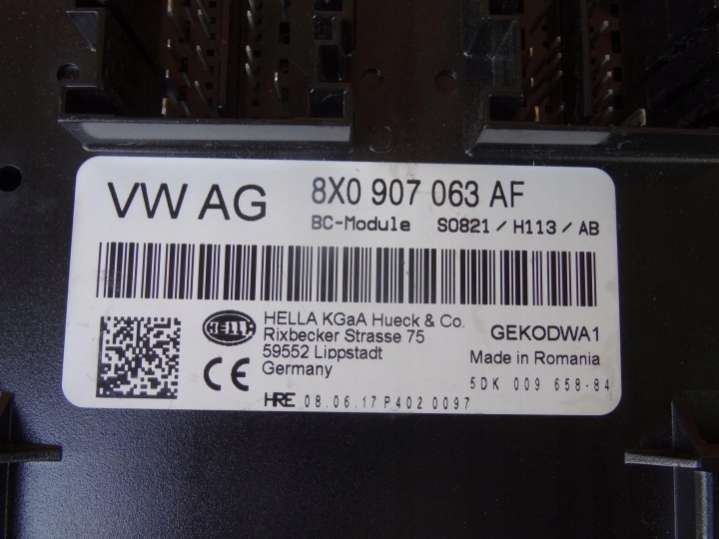 VW AG 8X0 907 063 AF
BC-Module S0821 / H113 / AB
HELLA
HELLA KGaA Hueck & Co.
Rixbecker Strasse 75
59552 Lippstadt
Germany
GEKODWA1
Made in Romania
5DK 009 658-84
CE
HRE 08.06.17 P402 0097